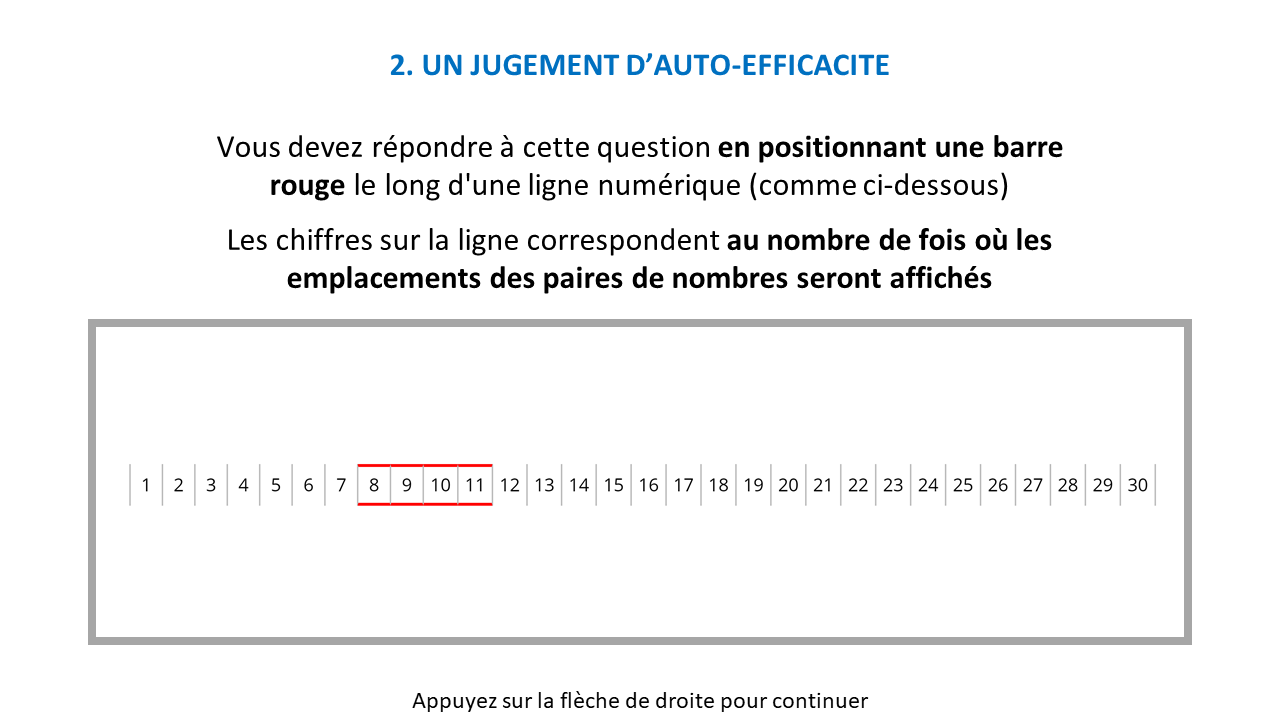 2. UN JUGEMENT D’AUTO-EFFICACITE
Vous devez répondre à cette question en positionnant une barre
rouge le long d'une ligne numérique (comme ci-dessous)
Les chiffres sur la ligne correspondent au nombre de fois où les
emplacements des paires de nombres seront affichés
1 2 3 4 5 6 7 8 9 10 11 12 13 14 15 16 17 18 19 20 21 22 23 24 25 26 27 28 29 30
Appuyez sur la flèche de droite pour continuer